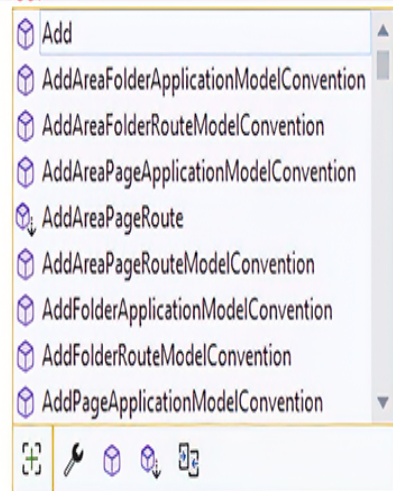 Add
AddAreaFolderApplicationModelConvention
AddAreaFolderRouteModelConvention
AddAreaPageApplicationModelConvention
AddAreaPageRoute
AddAreaPageRouteModelConvention
AddFolderApplicationModelConvention
AddFolderRouteModelConvention
AddPageApplicationModelConvention